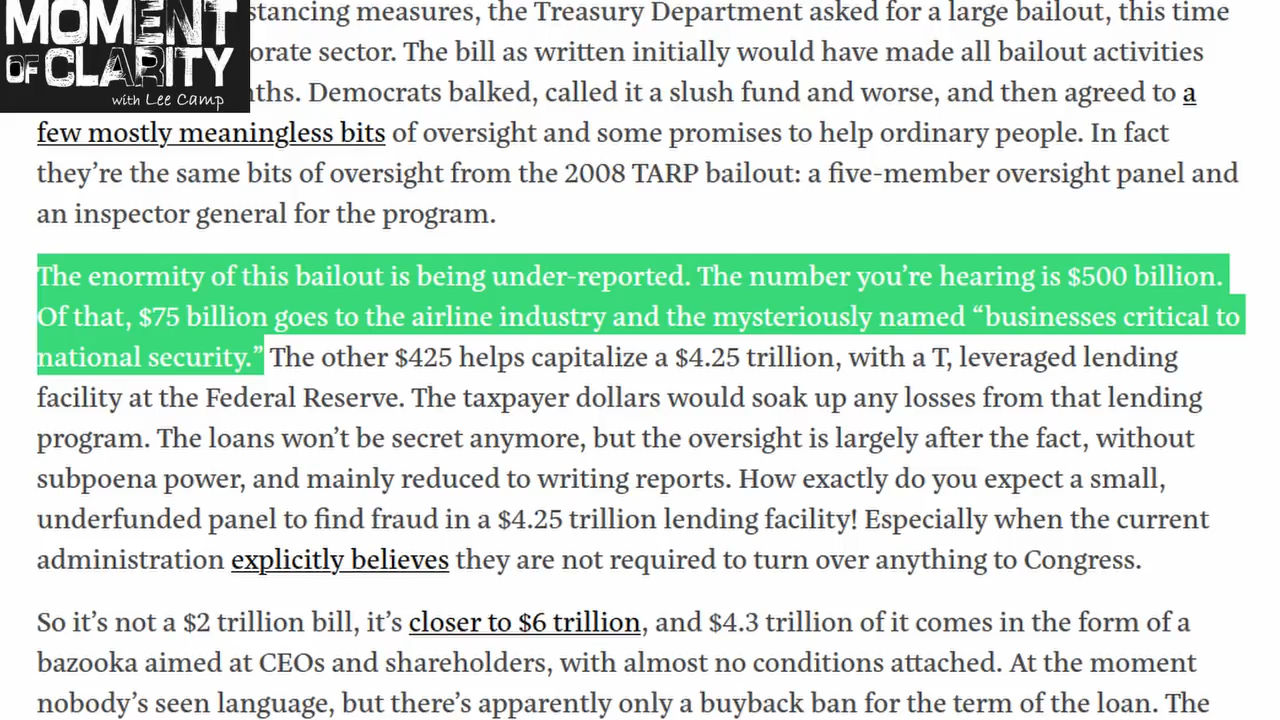 MOMENT
OF CLARITY
with Lee Camp
stancing measures, the Treasury Department asked for a large bailout, this time
orate sector. The bill as written initially would have made all bailout activities
ths. Democrats balked, called it a slush fund and worse, and then agreed to a
few mostly meaningless bits of oversight and some promises to help ordinary people. In fact
they’re the same bits of oversight from the 2008 TARP bailout: a five-member oversight panel and
an inspector general for the program.
The enormity of this bailout is being under-reported. The number you’re hearing is $500 billion.
Of that, $75 billion goes to the airline industry and the mysteriously named “businesses critical to
national security.” The other $425 helps capitalize a $4.25 trillion, with a T, leveraged lending
facility at the Federal Reserve. The taxpayer dollars would soak up any losses from that lending
program. The loans won’t be secret anymore, but the oversight is largely after the fact, without
subpoena power, and mainly reduced to writing reports. How exactly do you expect a small,
underfunded panel to find fraud in a $4.25 trillion lending facility! Especially when the current
administration explicitly believes they are not required to turn over anything to Congress.
So it’s not a $2 trillion bill, it’s closer to $6 trillion, and $4.3 trillion of it comes in the form of a
bazooka aimed at CEOs and shareholders, with almost no conditions attached. At the moment
nobody’s seen language, but there’s apparently only a buyback ban for the term of the loan. The